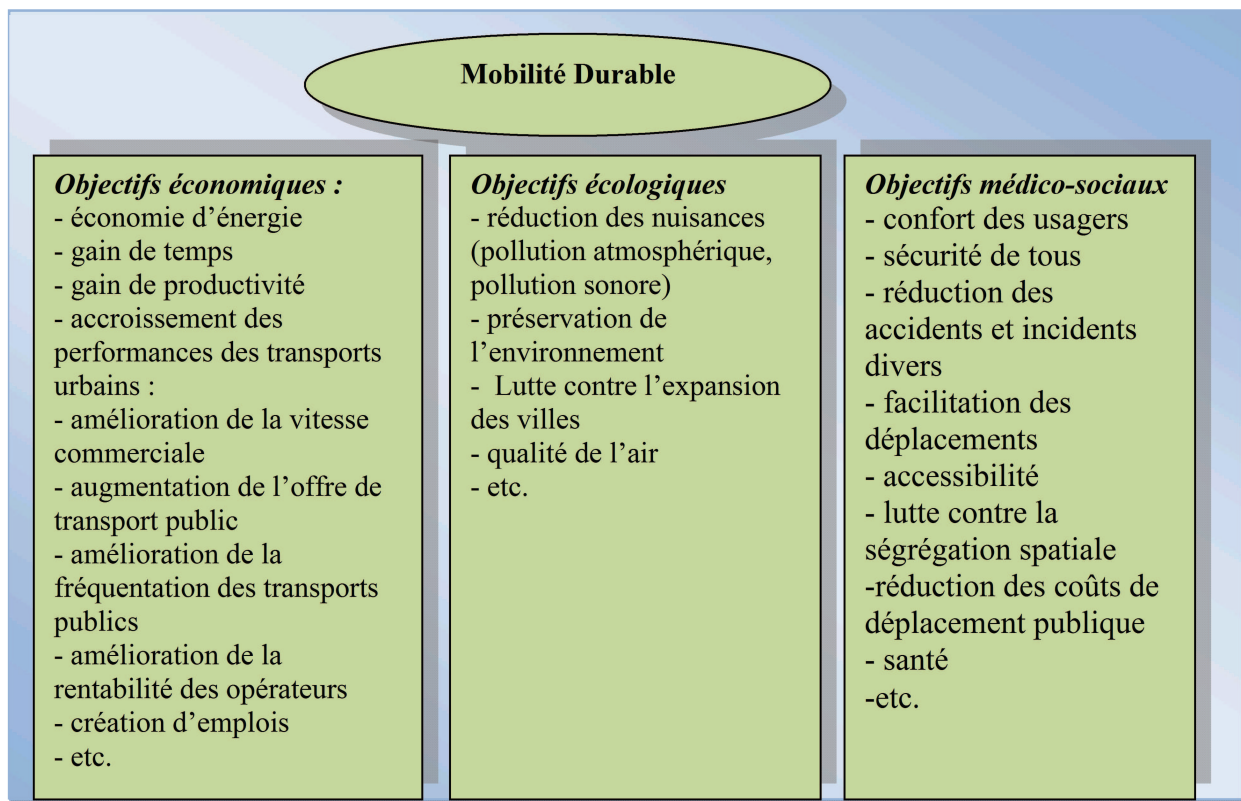 Mobilité Durable
Objectifs économiques :
- économie d’énergie
- gain de temps
- gain de productivité
- accroissement des
performances des transports
urbains :
- amélioration de la vitesse
commerciale
- augmentation de l’offre de
transport public
- amélioration de la
fréquentation des transports
publics
- amélioration de la
rentabilité des opérateurs
- création d’emplois
- etc.
Objectifs écologiques
- réduction des nuisances
(pollution atmosphérique,
pollution sonore)
- préservation de
l’environnement
- Lutte contre l’expansion
des villes
- qualité de l’air
- etc.
Objectifs médico-sociaux
- confort des usagers
- sécurité de tous
- réduction des
accidents et incidents
divers
- facilitation des
déplacements
- accessibilité
- lutte contre la
ségrégation spatiale
-réduction des coûts de
déplacement publique
- santé
-etc.